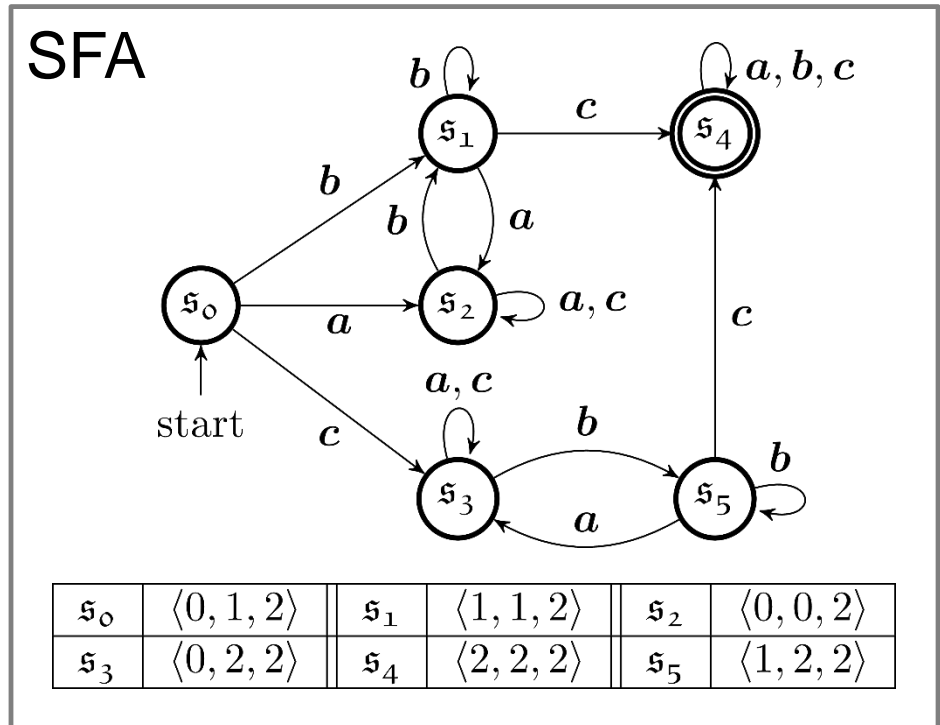 SFA
b
a, b, c
𝔰₁
c
𝔰₄
b
b
a
𝔰₀
𝔰₂
a, c
a
c
start
a, c
c
b
b
𝔰₃
𝔰₅
a
𝔰₀ ⟨0, 1, 2⟩ 𝔰₁ ⟨1, 1, 2⟩ 𝔰₂ ⟨0, 0, 2⟩
𝔰₃ ⟨0, 2, 2⟩ 𝔰₄ ⟨2, 2, 2⟩ 𝔰₅ ⟨1, 2, 2⟩